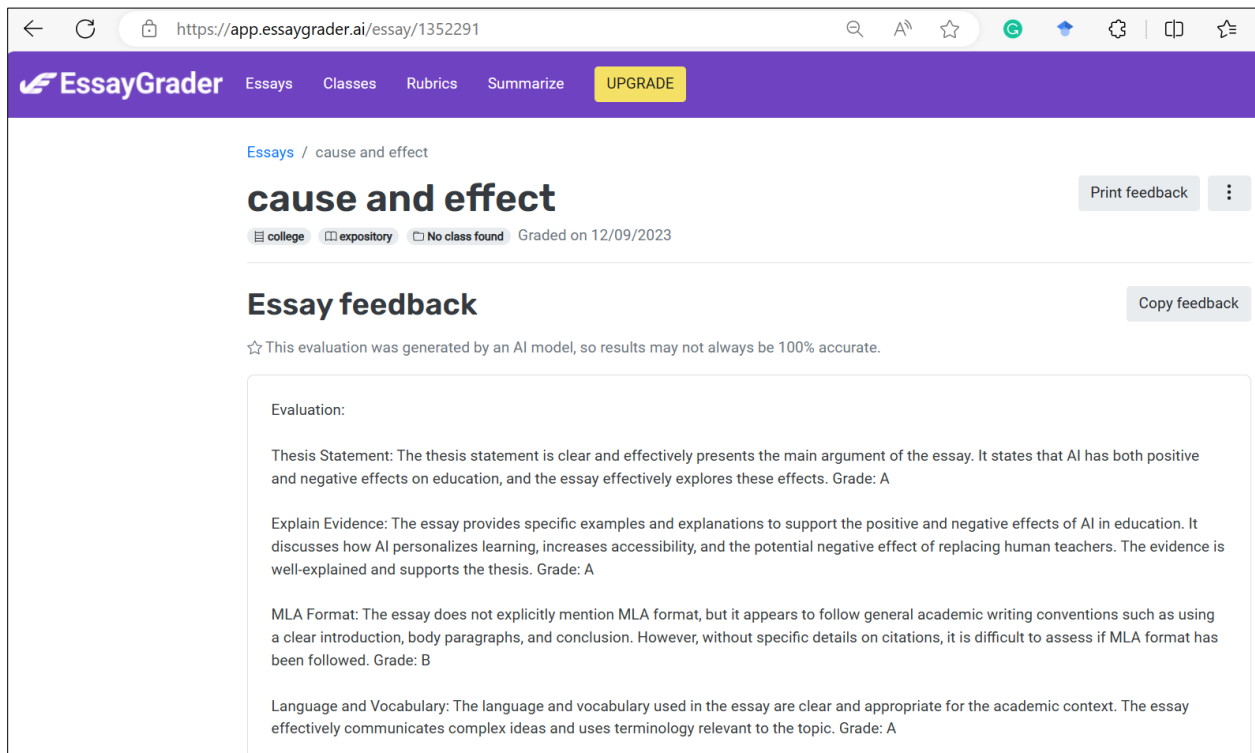 https://app.essaygrader.ai/essay/1352291
EssayGrader Essays Classes Rubrics Summarize UPGRADE
Essays / cause and effect
cause and effect
Print feedback
college expository No class found Graded on 12/09/2023
Essay feedback
Copy feedback
This evaluation was generated by an AI model, so results may not always be 100% accurate.
Evaluation:
Thesis Statement: The thesis statement is clear and effectively presents the main argument of the essay. It states that AI has both positive
and negative effects on education, and the essay effectively explores these effects. Grade: A
Explain Evidence: The essay provides specific examples and explanations to support the positive and negative effects of AI in education. It
discusses how AI personalizes learning, increases accessibility, and the potential negative effect of replacing human teachers. The evidence is
well-explained and supports the thesis. Grade: A
MLA Format: The essay does not explicitly mention MLA format, but it appears to follow general academic writing conventions such as using
a clear introduction, body paragraphs, and conclusion. However, without specific details on citations, it is difficult to assess if MLA format has
been followed. Grade: B
Language and Vocabulary: The language and vocabulary used in the essay are clear and appropriate for the academic context. The essay
effectively communicates complex ideas and uses terminology relevant to the topic. Grade: A